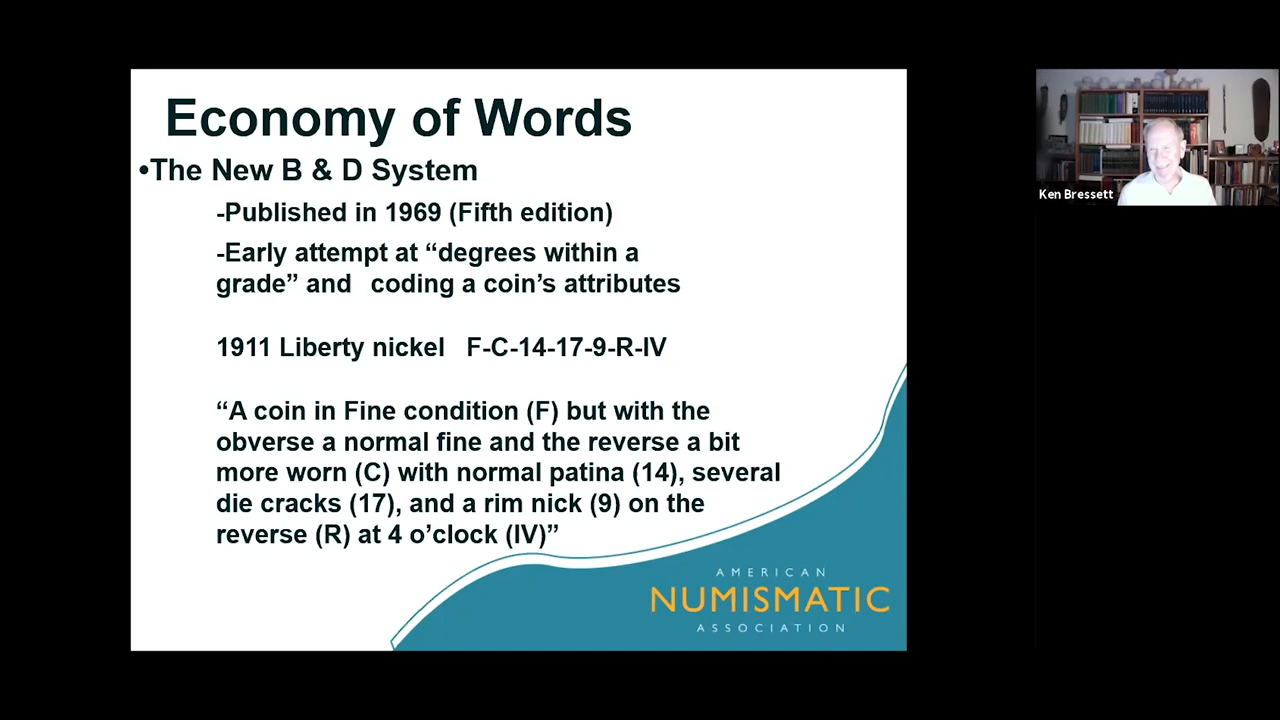 Economy of Words
•The New B & D System
-Published in 1969 (Fifth edition)
-Early attempt at “degrees within a
grade” and coding a coin’s attributes
1911 Liberty nickel F-C-14-17-9-R-IV
“A coin in Fine condition (F) but with the
obverse a normal fine and the reverse a bit
more worn (C) with normal patina (14), several
die cracks (17), and a rim nick (9) on the
reverse (R) at 4 o’clock (IV)”
AMERICAN
NUMISMATIC
ASSOCIATION
Ken Bressett